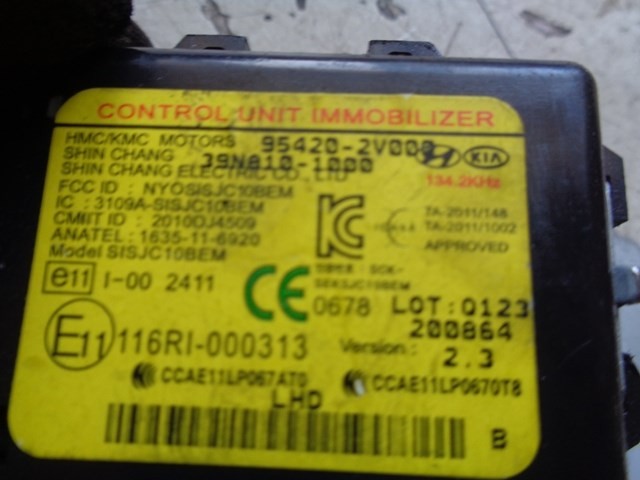 CONTROL UNIT IMMOBILIZER
HMC/KMC MOTORS 95420-2V000
SHIN CHANG 39N810-1000
SHIN CHANG ELECTRIC CO., LTD
KIA
134.2KHz
FCC ID : NYOSISJC10BEM
IC : 3109A-SISJC10BEM
CMIIT ID : 2010DJ4509
ANATEL : 1635-11-6920
Model SISJC10BEM
TA-2011/148
TA-2011/1002
APPROVED
e11 I-00 2411
CE 0678 LOT:Q123
200864
E11 116RI-000313 Version: 2.3
CCAE11LP067AT0 CCAE11LP0670T8
LHD
B